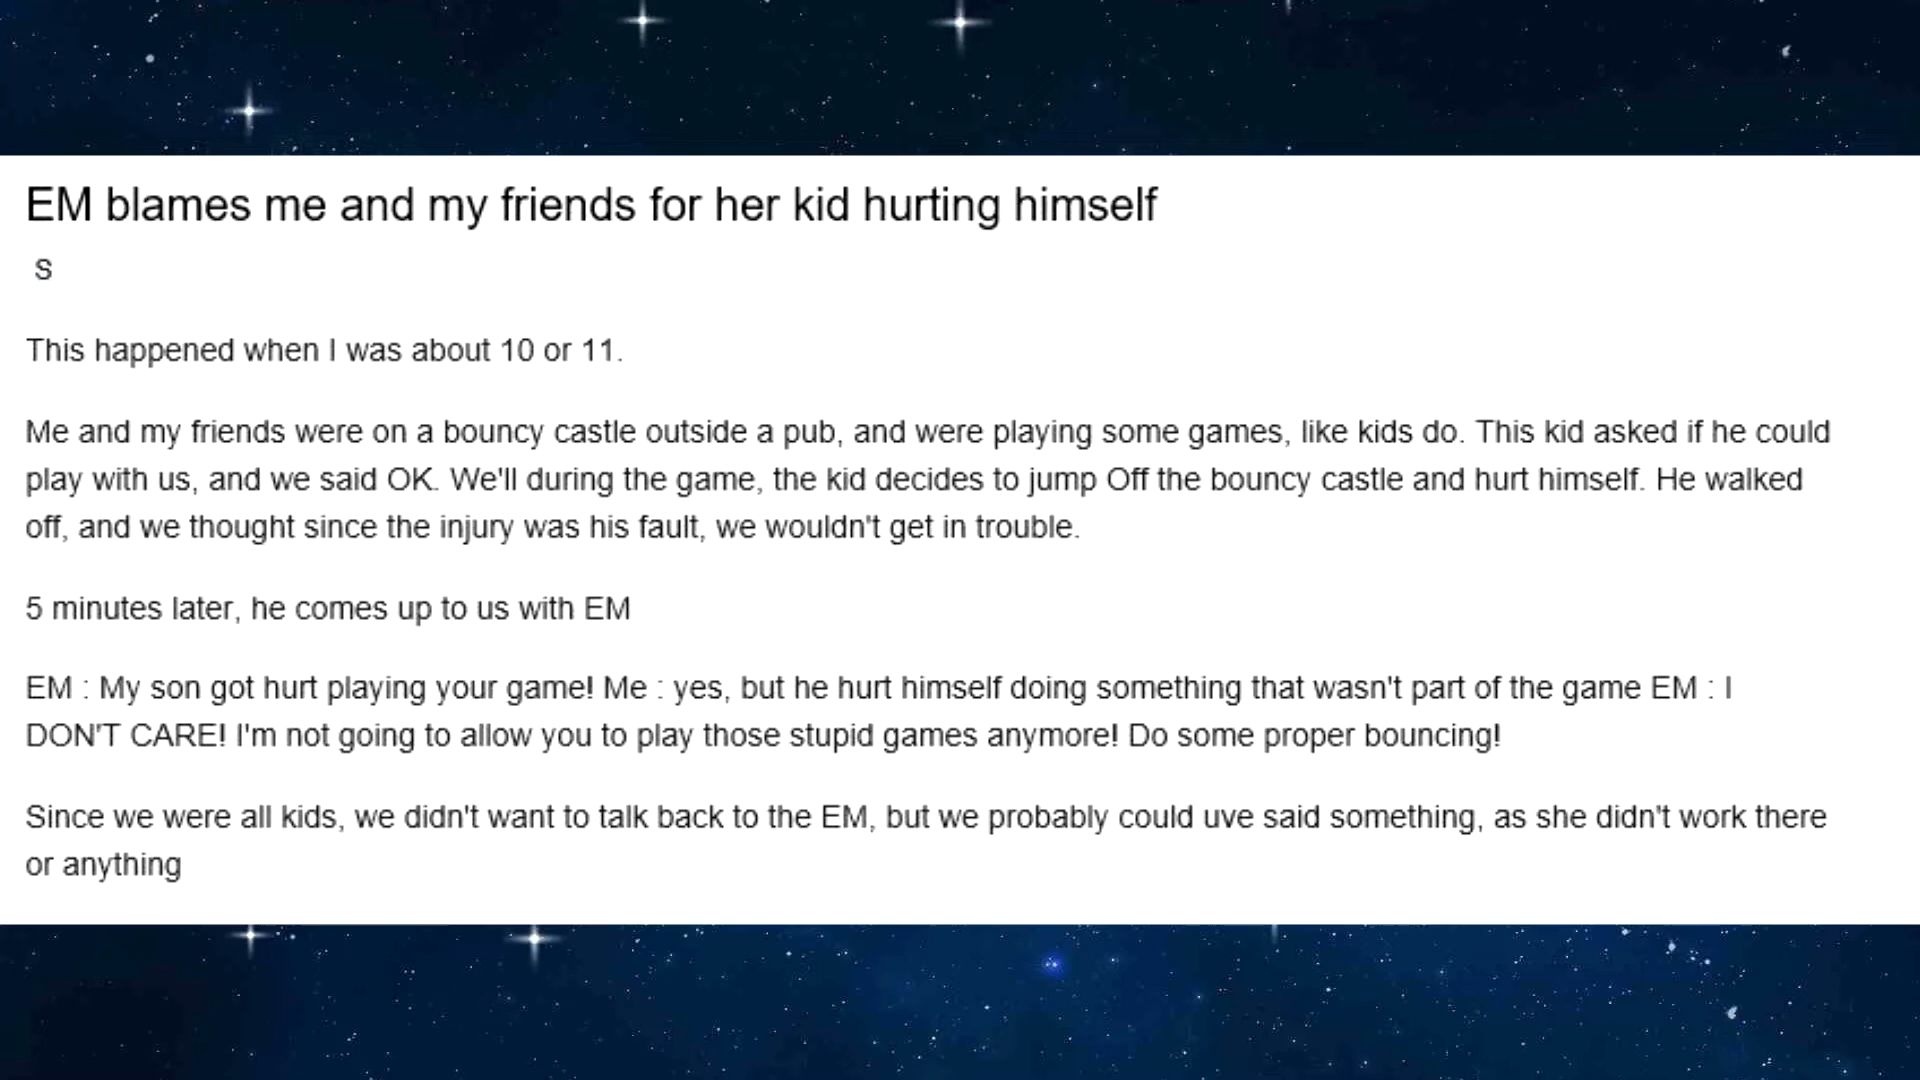 EM blames me and my friends for her kid hurting himself
S
This happened when I was about 10 or 11.
Me and my friends were on a bouncy castle outside a pub, and were playing some games, like kids do. This kid asked if he could
play with us, and we said OK. We'll during the game, the kid decides to jump Off the bouncy castle and hurt himself. He walked
off, and we thought since the injury was his fault, we wouldn't get in trouble.
5 minutes later, he comes up to us with EM
EM : My son got hurt playing your game! Me : yes, but he hurt himself doing something that wasn't part of the game EM : I
DON'T CARE! I'm not going to allow you to play those stupid games anymore! Do some proper bouncing!
Since we were all kids, we didn't want to talk back to the EM, but we probably could uve said something, as she didn't work there
or anything